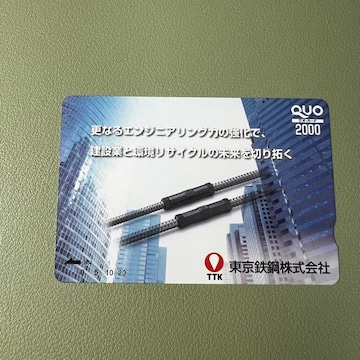 QUO
クオ・カード
2000
更なるエンジニアリング力の強化で、
建設業と環境リサイクルの未来を切り拓く
TTK
東京鉄鋼株式会社